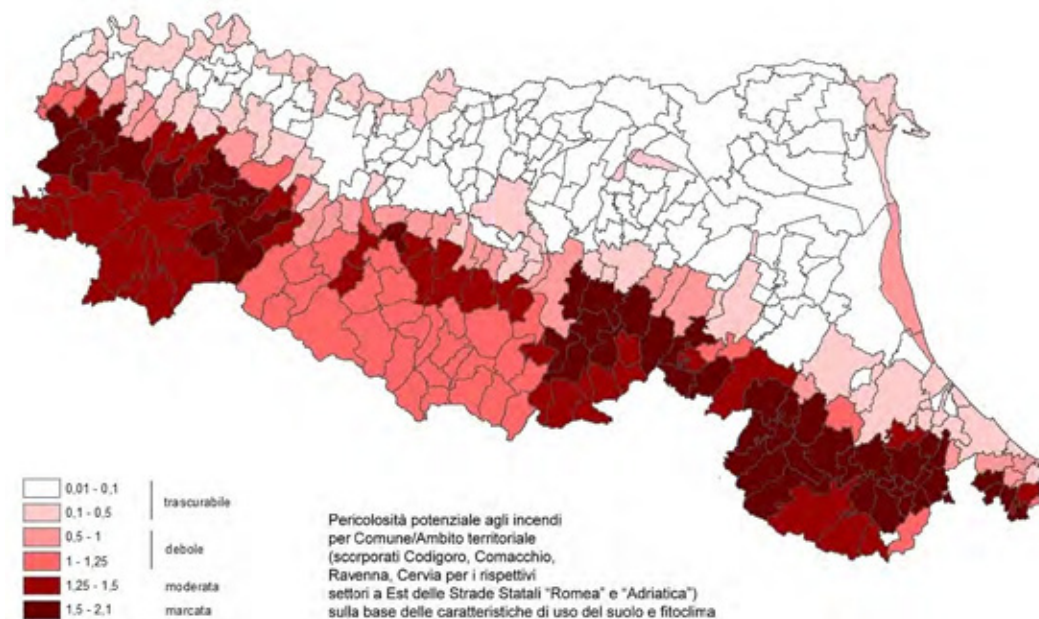 0,01 - 0,1
0,1 - 0,5
trascurabile
0,5 - 1
1 - 1,25
debole
1,25 - 1,5
moderata
1,5 - 2,1
marcata
Pericolosità potenziale agli incendi
per Comune/Ambito territoriale
(scorporati Codigoro, Comacchio,
Ravenna, Cervia per i rispettivi
settori a Est delle Strade Statali "Romea" e "Adriatica")
sulla base delle caratteristiche di uso del suolo e fitoclima